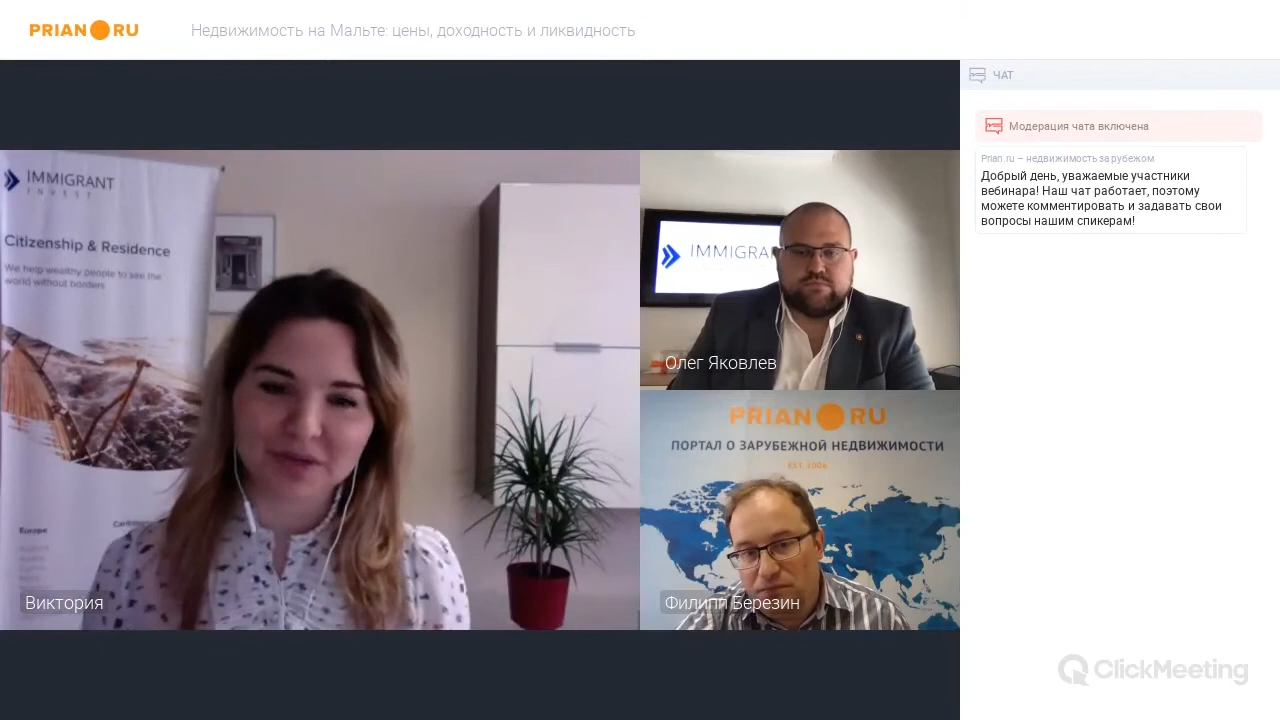 PRIAN RU
Недвижимость на Мальте: цены, доходность и ликвидность
ЧАТ
Модерация чата включена
Prian.ru – недвижимость за рубежом
Добрый день, уважаемые участники
вебинара! Наш чат работает, поэтому
можете комментировать и задавать свои
вопросы нашим спикерам!
IMMIGRANT
INVEST
Citizenship & Residence
We help wealthy people to see the
world without borders
Europe
Виктория
IMMIGRA
Олег Яковлев
PRIAN RU
ПОРТАЛ О ЗАРУБЕЖНОЙ НЕДВИЖИМОСТИ
EST. 2006
Филипп Березин
ClickMeeting